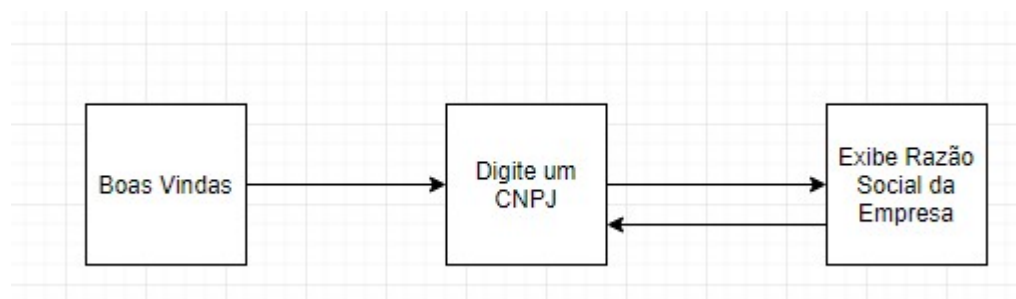 Boas Vindas
Digite um
CNPJ
Exibe Razão
Social da
Empresa